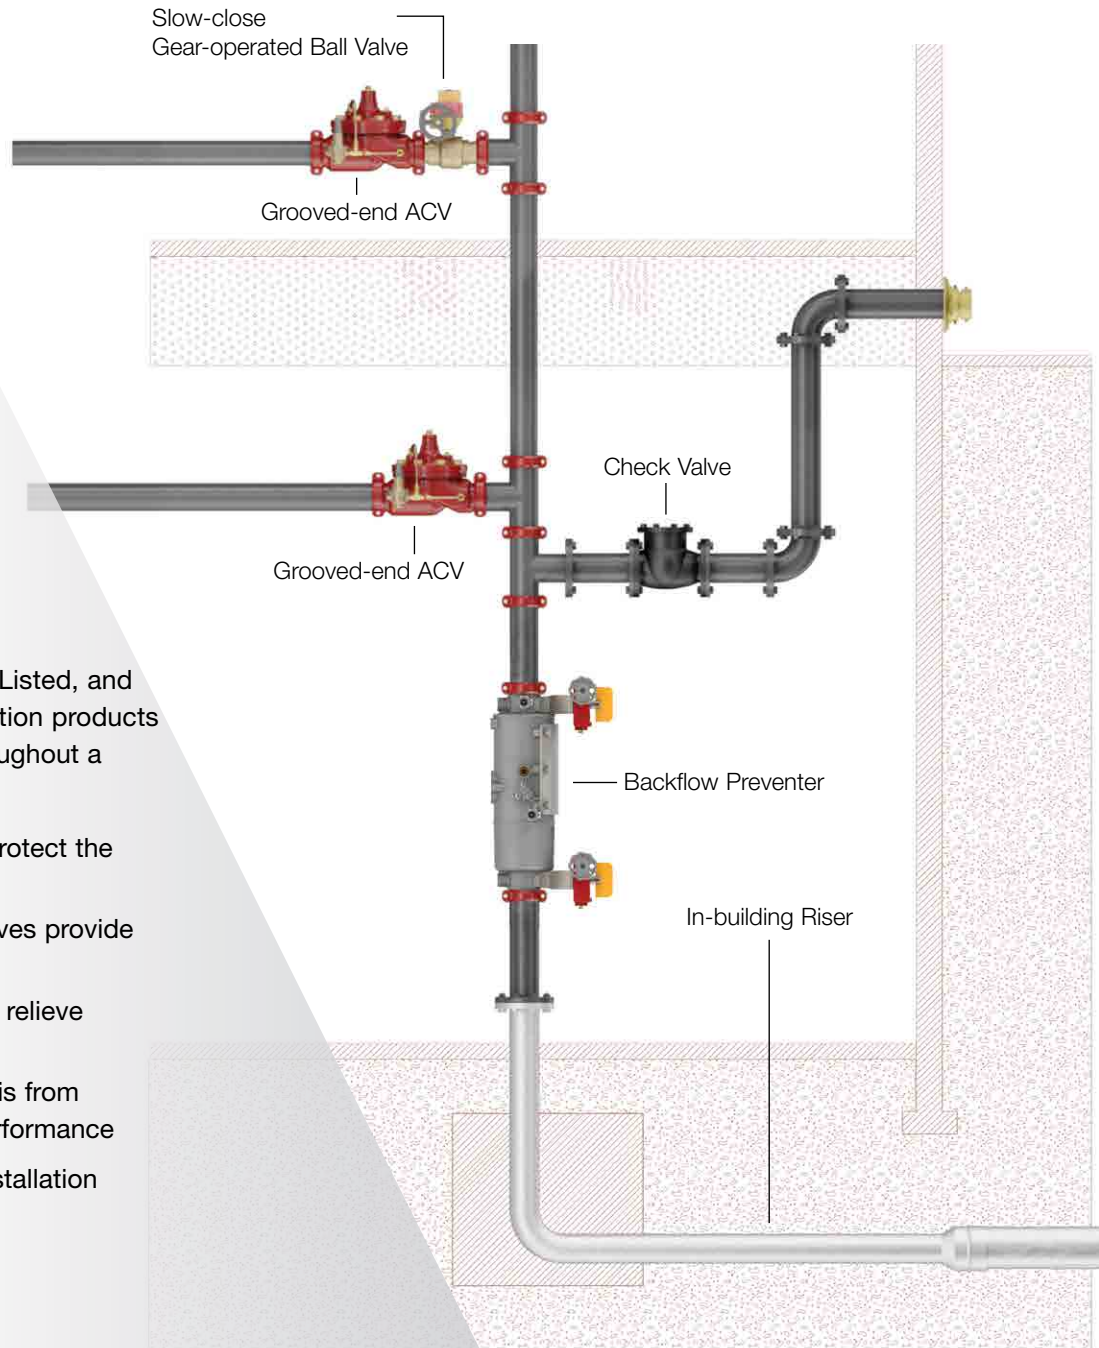 Slow-close
Gear-operated Ball Valve
Grooved-end ACV
Check Valve
Grooved-end ACV
Listed, and
tion products
ughout a
Backflow Preventer
rotect the
In-building Riser
ves provide
relieve
is from
rformance
stallation